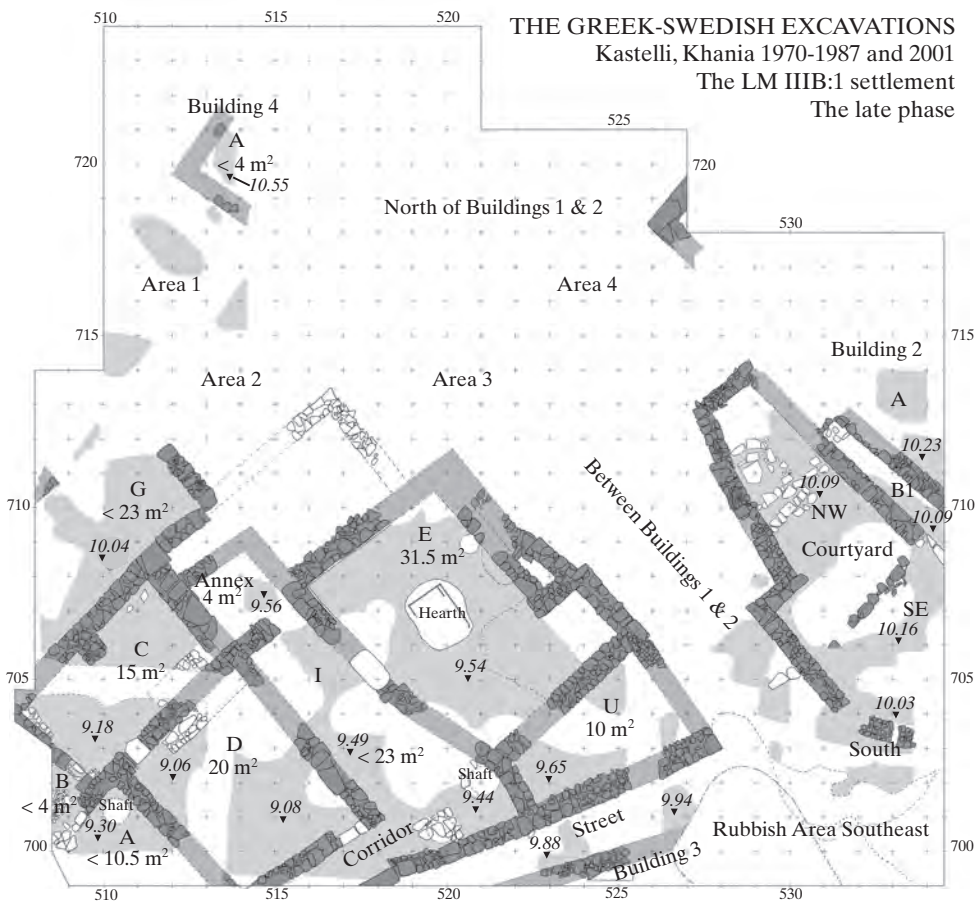 510
515
520
THE GREEK-SWEDISH EXCAVATIONS
Kastelli, Khania 1970-1987 and 2001
The LM IIIB:1 settlement
The late phase
Building 4
A
< 4 m²
10.55
525
720
720
North of Buildings 1 & 2
530
Area 1
Area 4
715
715
Building 2
Area 2
Area 3
A
10.23
B1
10.09
10.09
NW
Courtyard
SE
10.16
Between Buildings 1 & 2
710
710
G
< 23 m²
10.04
E
31.5 m²
Annex
4 m²
9.56
Hearth
C
15 m²
I
9.54
705
705
U
10 m²
10.03
South
9.18
D
20 m²
9.06
9.49
< 23 m²
Shaft
9.44
9.65
B
< 4 m²
Shaft
9.30
A
< 10.5 m²
9.08
Corridor
Street
9.94
9.88
Building 3
Rubbish Area Southeast
700
700
510
515
520
525
530